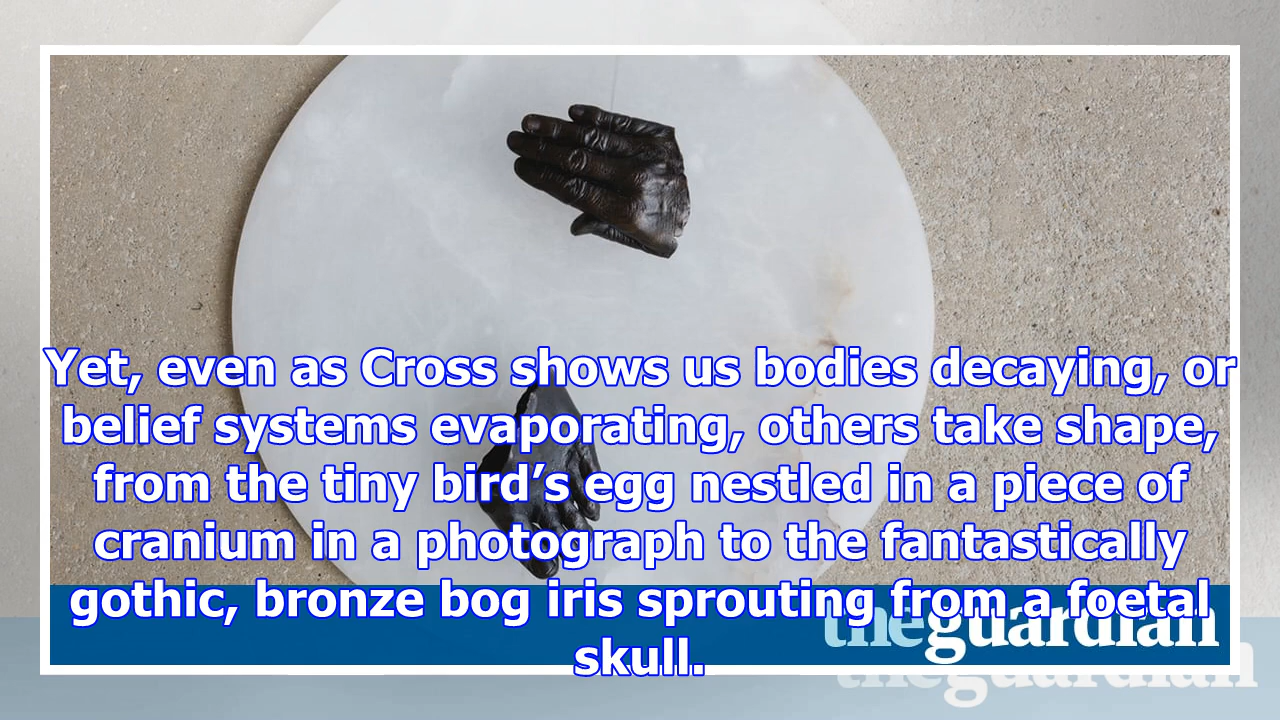 Yet, even as Cross shows us bodies decaying, or
belief systems evaporating, others take shape,
from the tiny bird’s egg nestled in a piece of
cranium in a photograph to the fantastically
gothic, bronze bog iris sprouting from a foetal
skull.
theguardian
theguardian